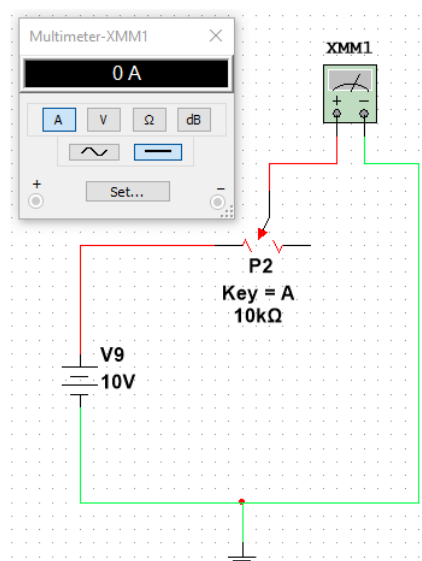 Multimeter-XMM1
0 A
A V Ω dB
+ Set... -
XMM1
+ -
P2
Key = A
10kΩ
V9
10V